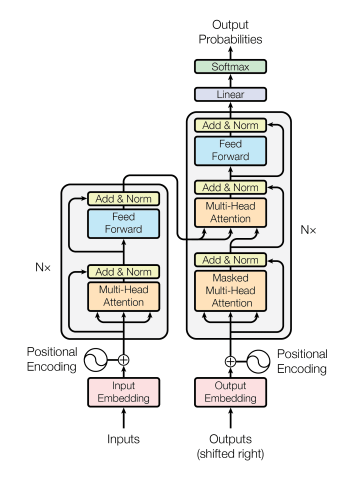 Output
Probabilities
Softmax
Linear
Add & Norm
Feed
Forward
Add & Norm
Multi-Head
Attention
Add & Norm
Masked
Multi-Head
Attention
N×
Add & Norm
Feed
Forward
Add & Norm
Multi-Head
Attention
N×
Positional
Encoding
Positional
Encoding
Input
Embedding
Output
Embedding
Inputs
Outputs
(shifted right)